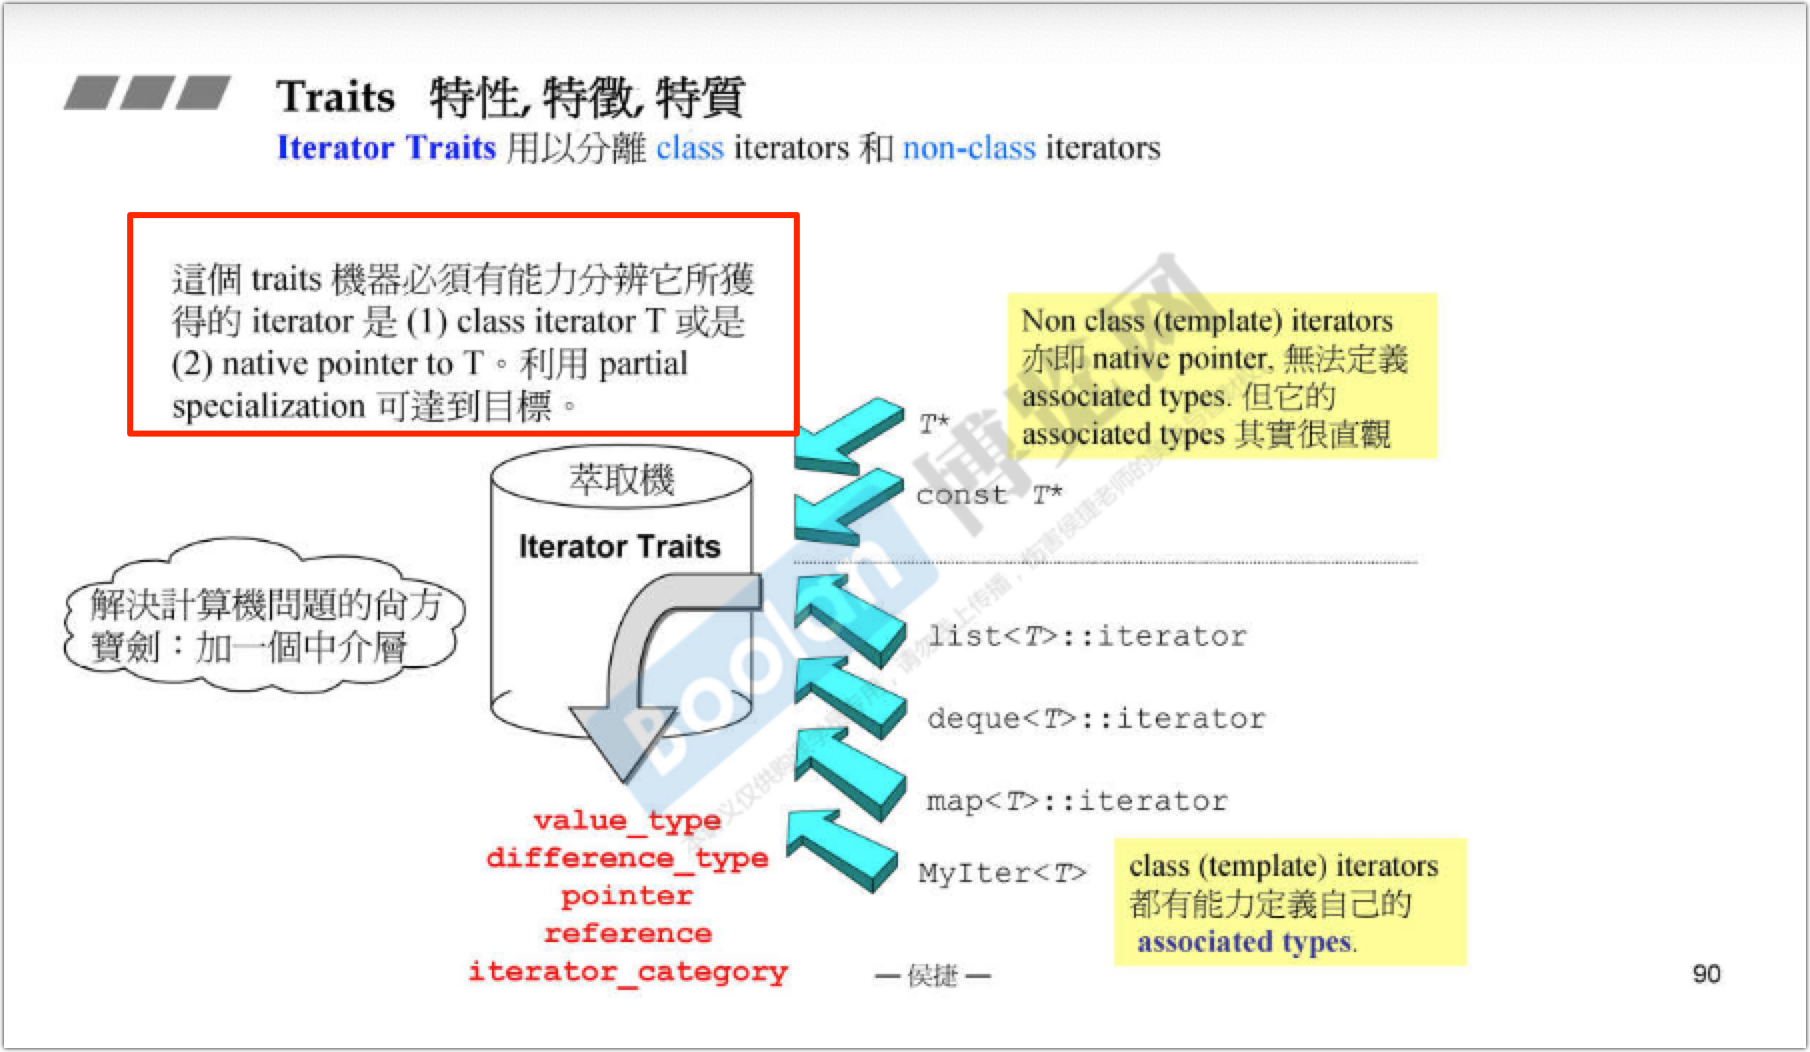 Traits 特性, 特徵, 特質
Iterator Traits 用以分離 class iterators 和 non-class iterators
這個 traits 機器必須有能力分辨它所獲
得的 iterator 是 (1) class iterator T 或是
(2) native pointer to T。利用 partial
specialization 可達到目標。
Non class (template) iterators
亦即 native pointer, 無法定義
associated types. 但它的
associated types 其實很直觀
T*
const T*
萃取機
Iterator Traits
解決計算機問題的尚方
寶劍：加一個中介層
list<T>::iterator
deque<T>::iterator
map<T>::iterator
MyIter<T>
class (template) iterators
都有能力定義自己的
associated types.
value_type
difference_type
pointer
reference
iterator_category
— 侯捷 —
90
Boolan
博览网